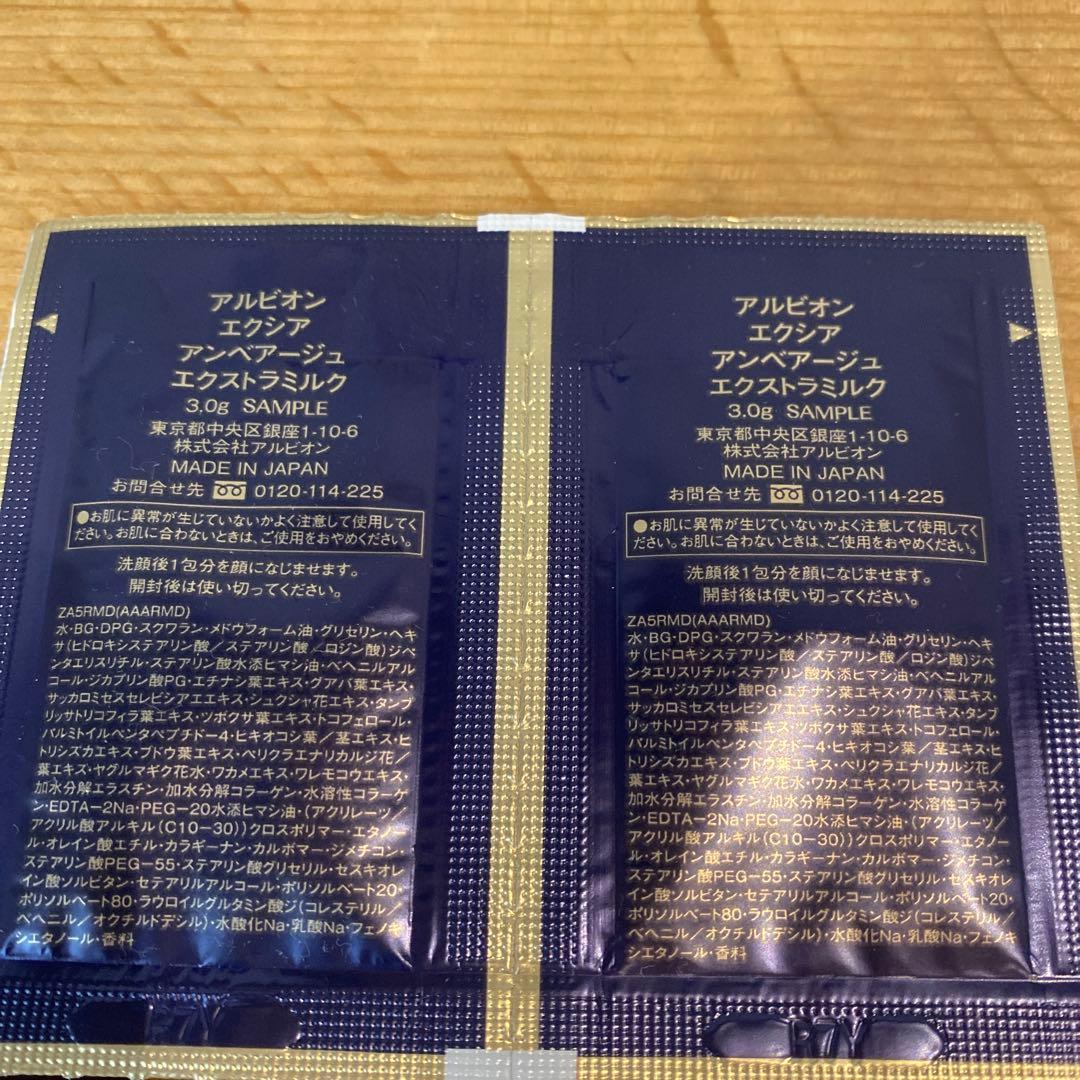 アルビオン
エクシア
アンベアージュ
エクストラミルク
3.0g SAMPLE
東京都中央区銀座1-10-6
株式会社アルビオン
MADE IN JAPAN
お問合せ先 0120-114-225
●お肌に異常が生じていないかよく注意して使用してく
ださい。お肌に合わないときは、ご使用をおやめください。
洗顔後1包分を顔になじませます。
開封後は使い切ってください。
ZA5RMD(AAARMD)
水・BG・DPG・スクワラン・メドウフォーム油・グリセリン・ヘキ
サ(ヒドロキシステアリン酸/ステアリン酸/ロジン酸)ジペ
ンタエリスリチル・ステアリン酸水添ヒマシ油・ベヘニルアル
コール・ジカプリン酸PG・エチナシ葉エキス・グアバ葉エキス・
サッカロミセスセレビシアエエキス・シュクシャ花エキス・タンブ
リッサトリコフィラ葉エキス・ツボクサ葉エキス・トコフェロール・
パルミトイルペンタペプチド-4・ヒキオコシ葉/茎エキス・ヒ
トリシズカエキス・ブドウ葉エキス・ペリクラエナリカルジ花/
葉エキス・ヤグルマギク花水・ワカメエキス・ワレモコウエキス・
加水分解エラスチン・加水分解コラーゲン・水溶性コラーゲ
ン・EDTA-2Na・PEG-20水添ヒマシ油・(アクリレーツ/
アクリル酸アルキル(C10-30))クロスポリマー・エタノー
ル・オレイン酸エチル・カラギーナン・カルボマー・ジメチコン・
ステアリン酸PEG-55・ステアリン酸グリセリル・セスキオレ
イン酸ソルビタン・セテアリルアルコール・ポリソルベート20・
ポリソルベート80・ラウロイルグルタミン酸ジ(コレステリル/
ベヘニル/オクチルドデシル)・水酸化Na・乳酸Na・フェノキ
シエタノール・香料
アルビオン
エクシア
アンベアージュ
エクストラミルク
3.0g SAMPLE
東京都中央区銀座1-10-6
株式会社アルビオン
MADE IN JAPAN
お問合せ先 0120-114-225
●お肌に異常が生じていないかよく注意して使用してく
ださい。お肌に合わないときは、ご使用をおやめください。
洗顔後1包分を顔になじませます。
開封後は使い切ってください。
ZA5RMD(AAARMD)
水・BG・DPG・スクワラン・メドウフォーム油・グリセリン・ヘキ
サ(ヒドロキシステアリン酸/ステアリン酸/ロジン酸)ジペ
ンタエリスリチル・ステアリン酸水添ヒマシ油・ベヘニルアル
コール・ジカプリン酸PG・エチナシ葉エキス・グアバ葉エキス・
サッカロミセスセレビシアエエキス・シュクシャ花エキス・タンブ
リッサトリコフィラ葉エキス・ツボクサ葉エキス・トコフェロール・
パルミトイルペンタペプチド-4・ヒキオコシ葉/茎エキス・ヒ
トリシズカエキス・ブドウ葉エキス・ペリクラエナリカルジ花/
葉エキス・ヤグルマギク花水・ワカメエキス・ワレモコウエキス・
加水分解エラスチン・加水分解コラーゲン・水溶性コラーゲ
ン・EDTA-2Na・PEG-20水添ヒマシ油・(アクリレーツ/
アクリル酸アルキル(C10-30))クロスポリマー・エタノー
ル・オレイン酸エチル・カラギーナン・カルボマー・ジメチコン・
ステアリン酸PEG-55・ステアリン酸グリセリル・セスキオレ
イン酸ソルビタン・セテアリルアルコール・ポリソルベート20・
ポリソルベート80・ラウロイルグルタミン酸ジ(コレステリル/
ベヘニル/オクチルドデシル)・水酸化Na・乳酸Na・フェノキ
シエタノール・香料
R7Y